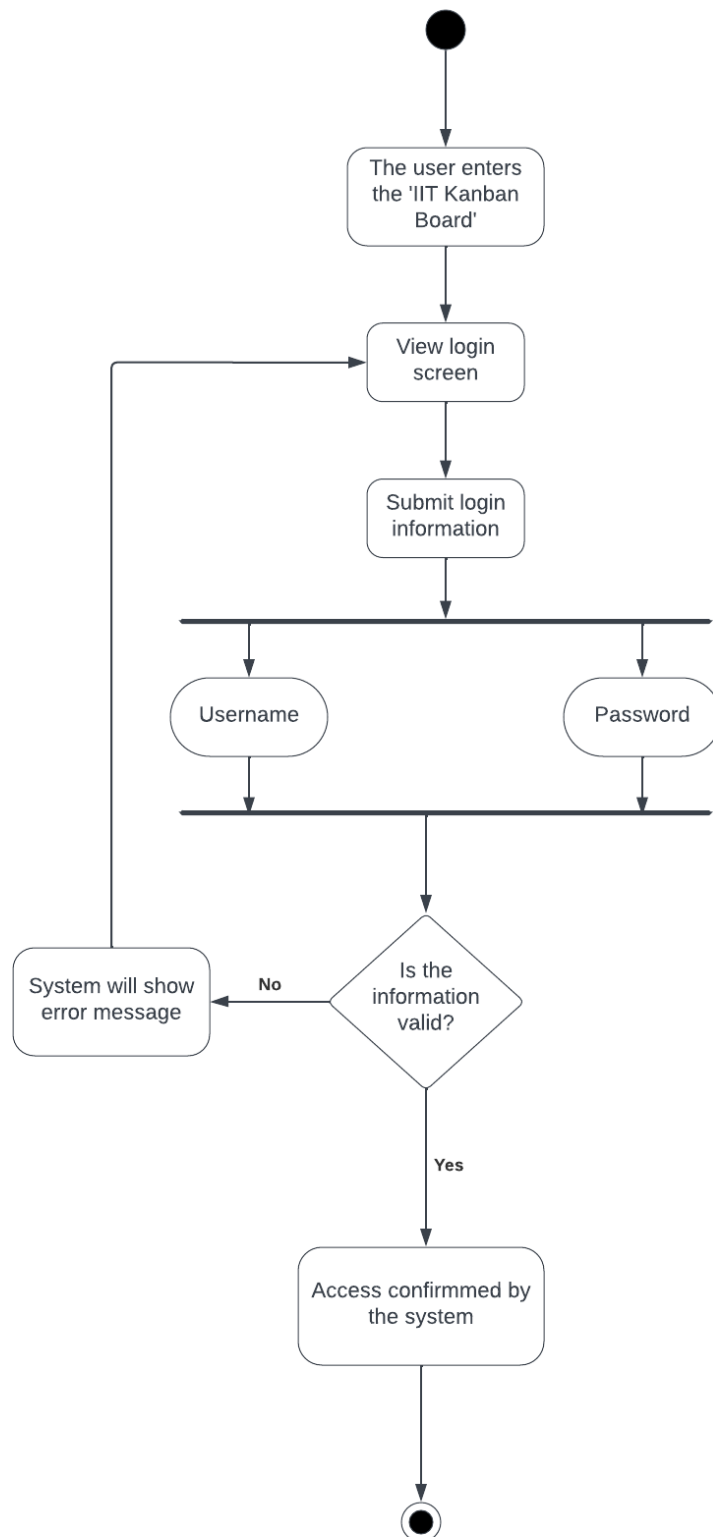 The user enters
the 'IIT Kanban
Board'
View login
screen
Submit login
information
Username
Password
Is the
information
valid?
No
System will show
error message
Yes
Access confirmmed by
the system